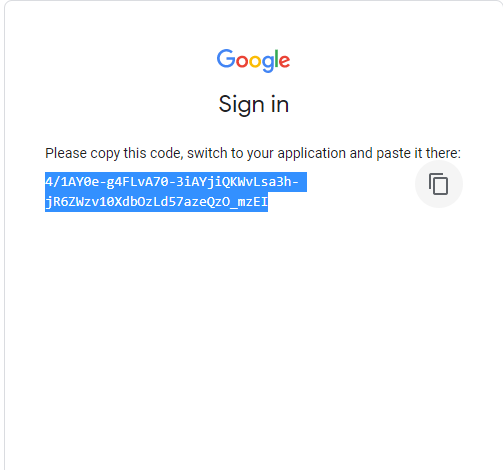 Google
Sign in
Please copy this code, switch to your application and paste it there:
4/1AY0e-g4FLvA70-3iAYjiQKWvLsa3h-
jR6ZWzv10XdbOzLd57azeQzO_mzEI